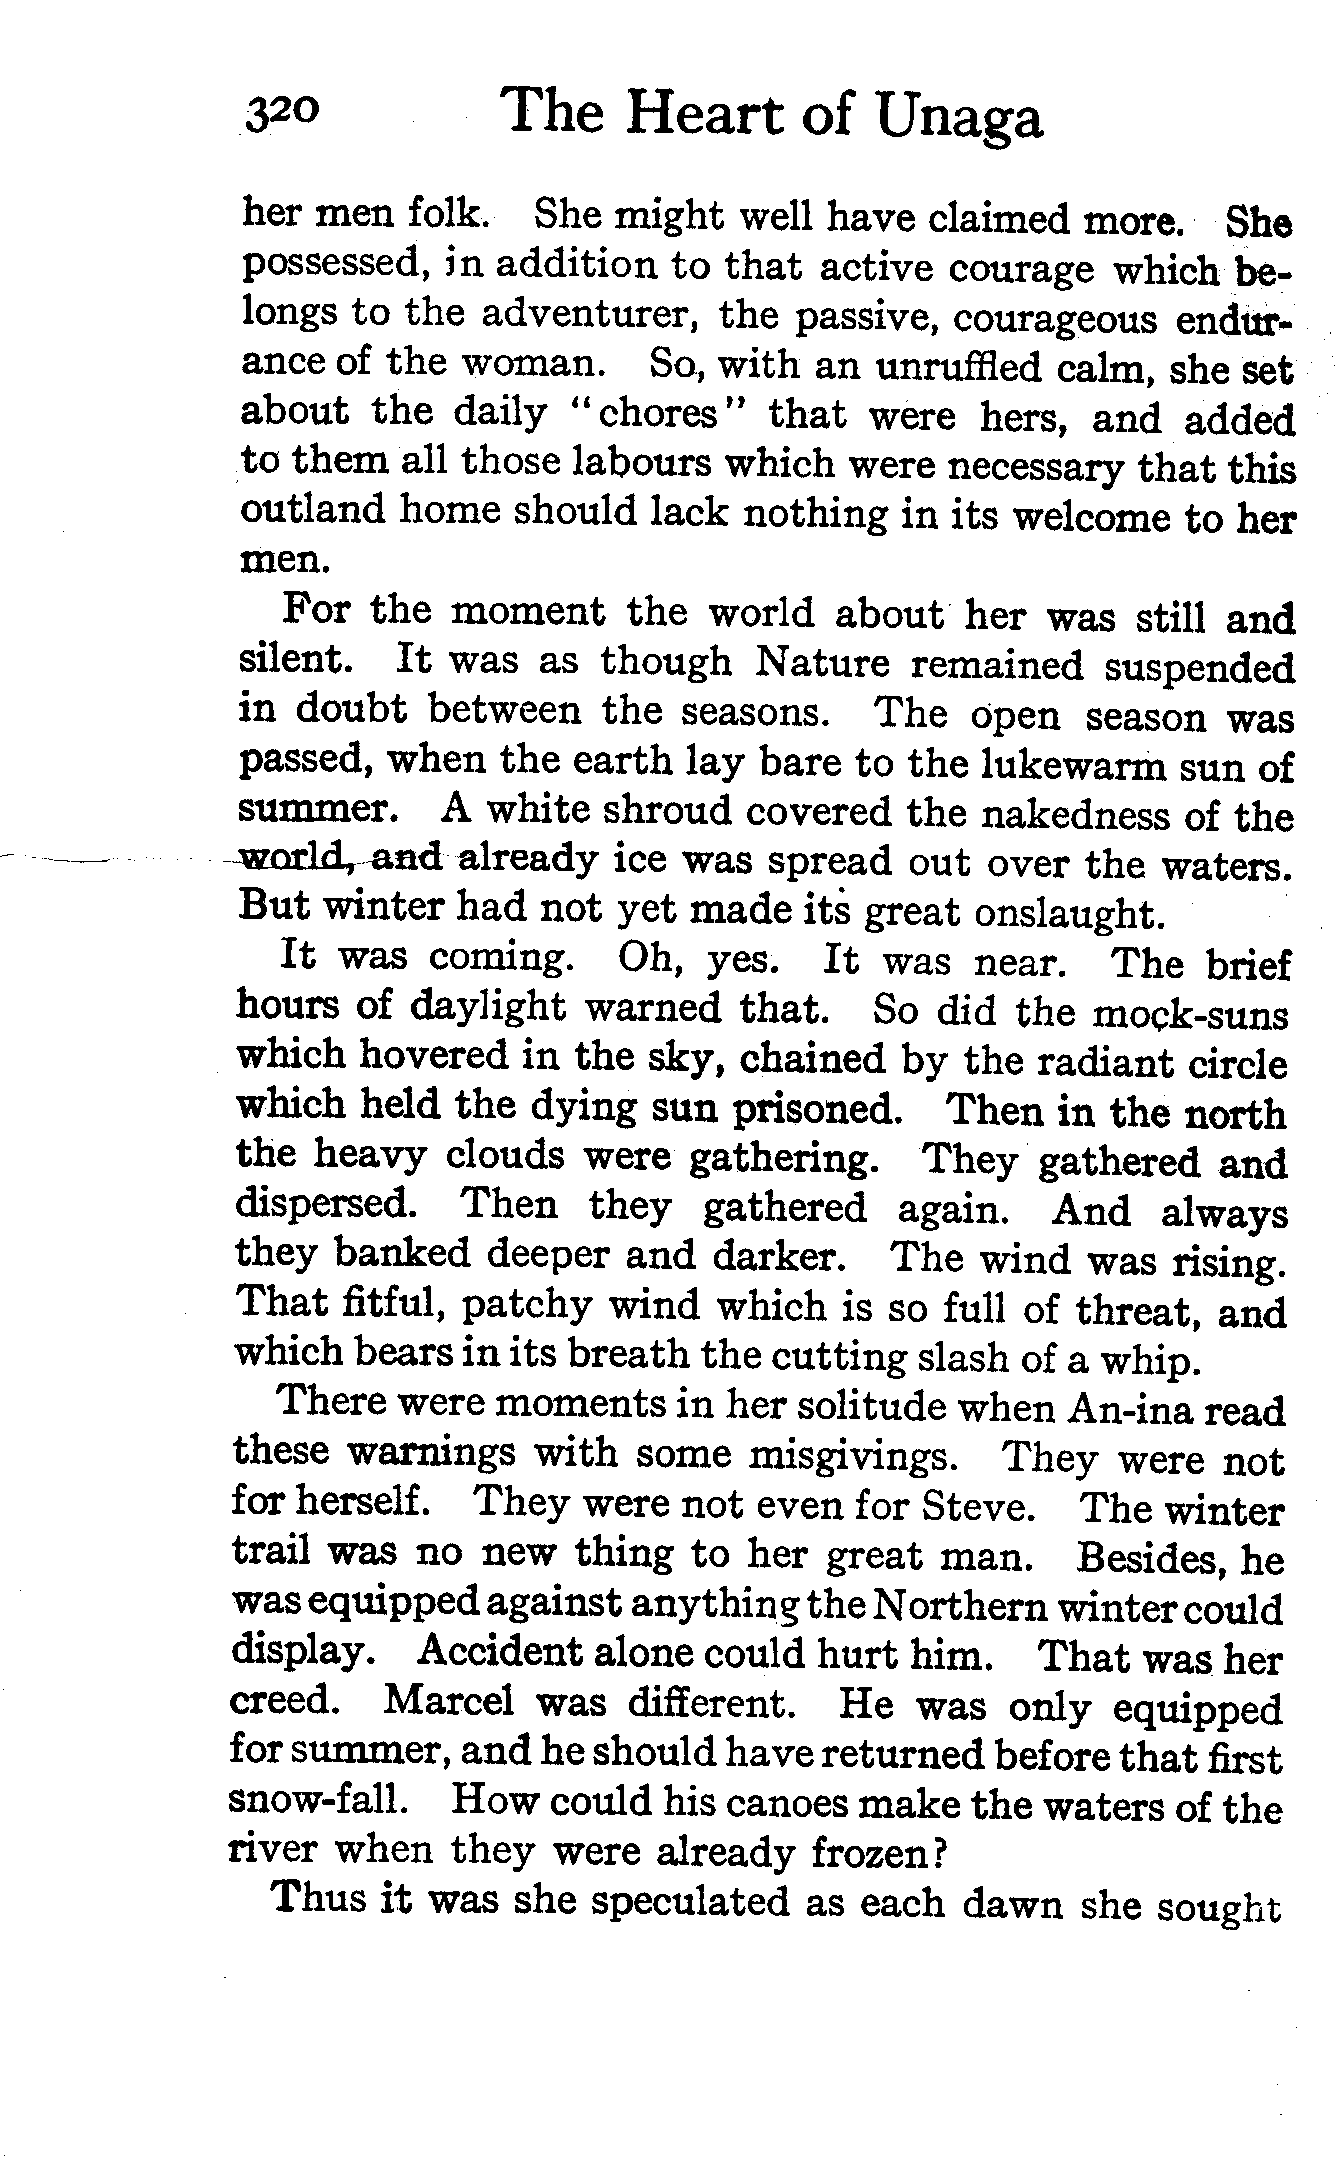 320 The Heart of Unaga
her men folk. She might well have claimed more. She
possessed, in addition to that active courage which be-
longs to the adventurer, the passive, courageous endur-
ance of the woman. So, with an unruffled calm, she set
about the daily "chores" that were hers, and added
to them all those labours which were necessary that this
outland home should lack nothing in its welcome to her
men.
For the moment the world about her was still and
silent. It was as though Nature remained suspended
in doubt between the seasons. The open season was
passed, when the earth lay bare to the lukewarm sun of
summer. A white shroud covered the nakedness of the
world, and already ice was spread out over the waters.
But winter had not yet made its great onslaught.
It was coming. Oh, yes. It was near. The brief
hours of daylight warned that. So did the mock-suns
which hovered in the sky, chained by the radiant circle
which held the dying sun prisoned. Then in the north
the heavy clouds were gathering. They gathered and
dispersed. Then they gathered again. And always
they banked deeper and darker. The wind was rising.
That fitful, patchy wind which is so full of threat, and
which bears in its breath the cutting slash of a whip.
There were moments in her solitude when An-ina read
these warnings with some misgivings. They were not
for herself. They were not even for Steve. The winter
trail was no new thing to her great man. Besides, he
was equipped against anything the Northern winter could
display. Accident alone could hurt him. That was her
creed. Marcel was different. He was only equipped
for summer, and he should have returned before that first
snow-fall. How could his canoes make the waters of the
river when they were already frozen?
Thus it was she speculated as each dawn she sought